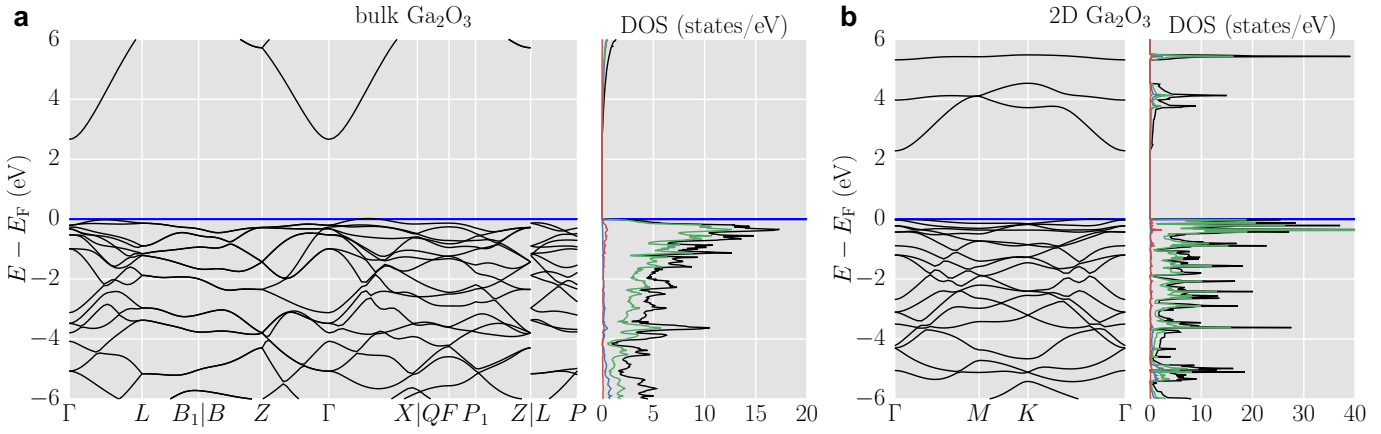 a
bulk Ga₂O₃
DOS (states/eV)
E − E_F (eV)
6
4
2
0
−2
−4
−6
Γ L B₁|B Z Γ X|QF P₁ Z|L P
0 5 10 15 20
b
2D Ga₂O₃
DOS (states/eV)
E − E_F (eV)
6
4
2
0
−2
−4
−6
Γ M K Γ
0 10 20 30 40